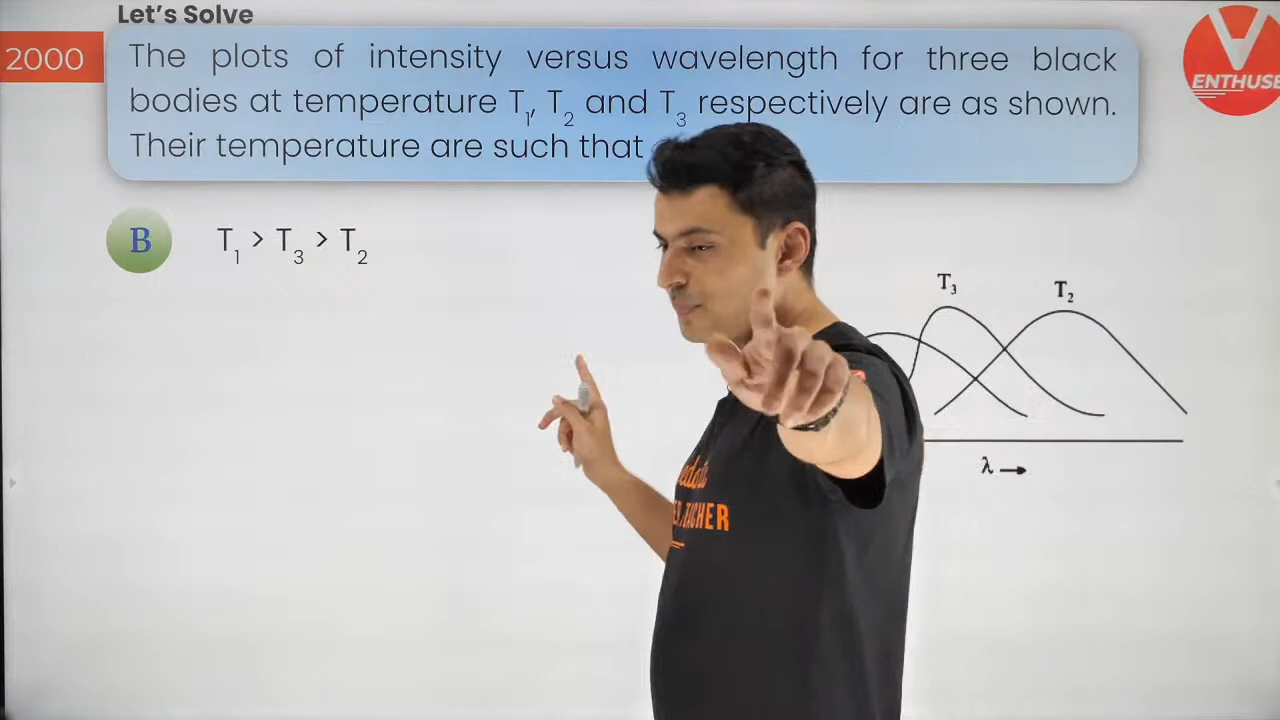 Let's Solve
2000
The plots of intensity versus wavelength for three black
bodies at temperature T₁, T₂ and T₃ respectively are as shown.
Their temperature are such that
ENTHUSE
B T₁ > T₃ > T₂
T₃ T₂
λ →
TEACHER